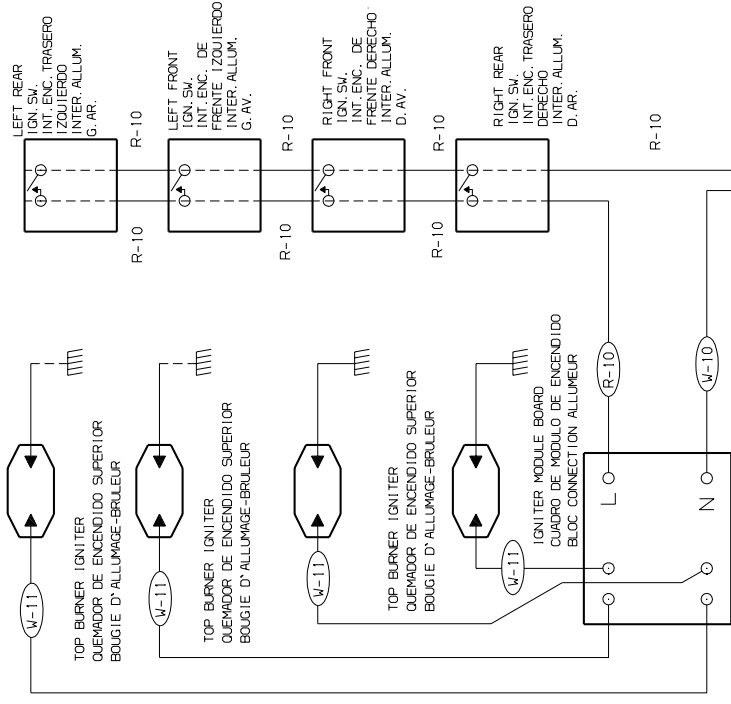 LEFT REAR
IGN. SW.
INT. ENC. TRASERO
IZQUIERDO
INTER. ALLUM.
G. AR.
R-10
R-10
LEFT FRONT
IGN. SW.
INT. ENC. DE
FRENTE IZQUIERDO
INTER. ALLUM.
G. AV.
R-10
R-10
RIGHT FRONT
IGN. SW.
INT. ENC. DE
FRENTE DERECHO
INTER. ALLUM.
D. AV.
R-10
R-10
RIGHT REAR
IGN. SW.
INT. ENC. TRASERO
DERECHO
INTER. ALLUM.
D. AR.
R-10
W-11
TOP BURNER IGNITER
QUEMADOR DE ENCENDIDO SUPERIOR
BOUGIE D'ALLUMAGE-BRULEUR
W-11
TOP BURNER IGNITER
QUEMADOR DE ENCENDIDO SUPERIOR
BOUGIE D'ALLUMAGE-BRULEUR
W-11
TOP BURNER IGNITER
QUEMADOR DE ENCENDIDO SUPERIOR
BOUGIE D'ALLUMAGE-BRULEUR
W-11
IGNITER MODULE BOARD
CUADRO DE MODULO DE ENCENDIDO
BLOC CONNECTION ALLUMEUR
R-10
W-10
L
N